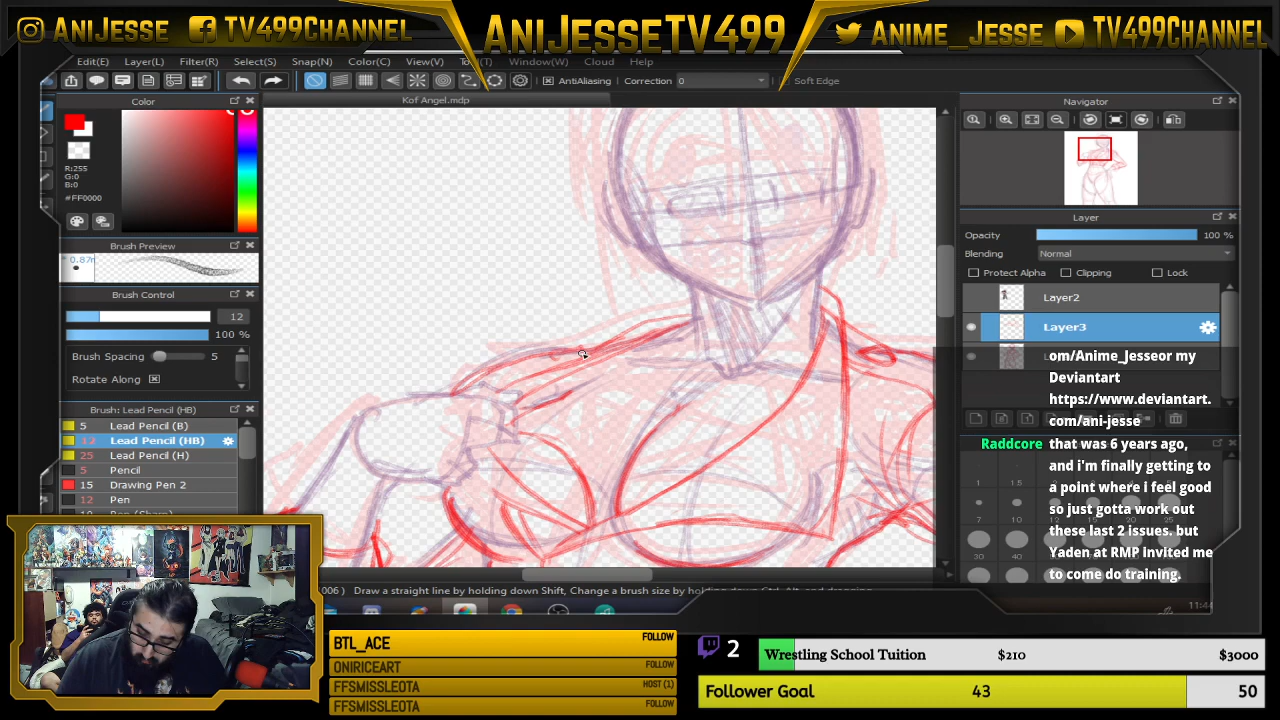 AniJesse TV499Channel
AniJesseTV499
Anime_Jesse TV499Channel
Edit(E) Layer(L) Filter(R) Select(S) Snap(N) Color(C) View(V) Window(W) Cloud Help
AntiAliasing Correction 0 Soft Edge
Color
Kof Angel.mdp
Navigator
R:255
G:0
B:0
#FF0000
Layer
Opacity 100 %
Brush Preview
Blending Normal
Protect Alpha Clipping Lock
Brush Control
Layer2
12
100 %
Layer3
Brush Spacing 5
Rotate Along
om/Anime_Jesseor my
Deviantart
https://www.deviantart.
com/ani-jesse
Brush: Lead Pencil (HB)
5 Lead Pencil (B)
12 Lead Pencil (HB)
25 Lead Pencil (H)
5 Pencil
15 Drawing Pen 2
12 Pen
Raddcore that was 6 years ago,
and i'm finally getting to
a point where i feel good
so just gotta work out
these last 2 issues. but
Yaden at RMP Invited me
to come do training.
1 1.5
7 10
30 40
Draw a straight line by holding down Shift, Change a brush size by
BTL_ACE FOLLOW
ONIRICEART FOLLOW
FFSMISSLEOTA HOST (1)
FFSMISSLEOTA FOLLOW
2
Wrestling School Tuition $210 $3000
Follower Goal 43 50